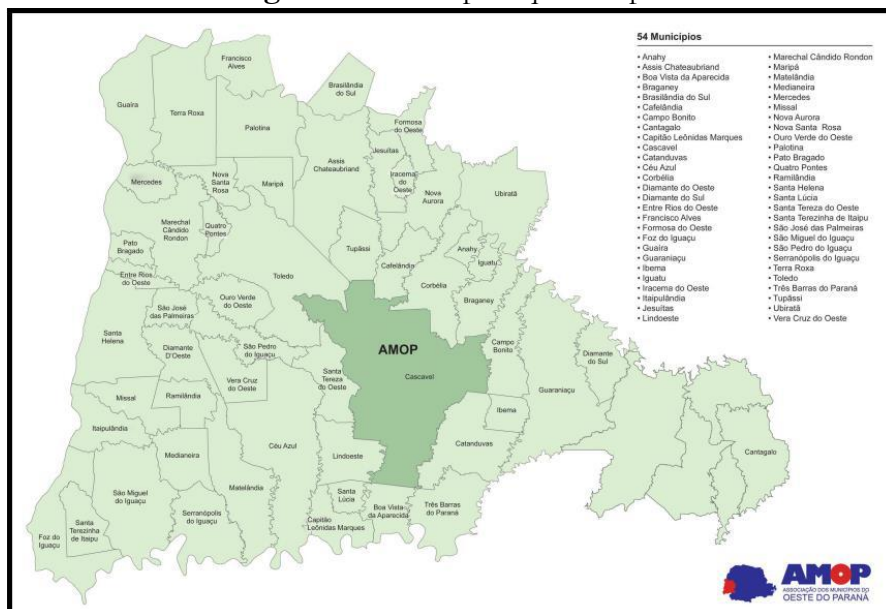 54 Municípios
• Anahy
• Assis Chateaubriand
• Boa Vista da Aparecida
• Braganey
• Brasilândia do Sul
• Cafelândia
• Campo Bonito
• Cantagalo
• Capitão Leônidas Marques
• Cascavel
• Catanduvas
• Céu Azul
• Corbélia
• Diamante do Oeste
• Diamante do Sul
• Entre Rios do Oeste
• Francisco Alves
• Formosa do Oeste
• Foz do Iguaçu
• Guaíra
• Guaraniaçu
• Ibema
• Iguatu
• Iracema do Oeste
• Itaipulândia
• Jesuítas
• Lindoeste
• Marechal Cândido Rondon
• Maripá
• Matelândia
• Medianeira
• Mercedes
• Missal
• Nova Aurora
• Nova Santa Rosa
• Ouro Verde do Oeste
• Palotina
• Pato Bragado
• Quatro Pontes
• Ramilândia
• Santa Helena
• Santa Lúcia
• Santa Tereza do Oeste
• Santa Terezinha de Itaipu
• São José das Palmeiras
• São Miguel do Iguaçu
• São Pedro do Iguaçu
• Serranópolis do Iguaçu
• Terra Roxa
• Toledo
• Três Barras do Paraná
• Tupãssi
• Ubiratã
• Vera Cruz do Oeste
Francisco
Alves
Brasilândia
do Sul
Guaíra
Terra Roxa
Palotina
Formosa
do Oeste
Jesuítas
Assis
Chateaubriand
Iracema
do
Oeste
Mercedes
Nova
Santa
Rosa
Maripá
Nova
Aurora
Ubiratã
Marechal
Cândido
Rondon
Quatro
Pontes
Pato
Bragado
Tupãssi
Anahy
Iguatu
Cafelândia
Entre Rios
do Oeste
Toledo
Corbélia
Ouro Verde
do Oeste
Braganey
São José
das Palmeiras
Santa
Helena
Diamante
D'Oeste
São Pedro
do Iguaçu
AMOP
Campo
Bonito
Diamante
do Sul
Vera Cruz
do Oeste
Santa
Tereza
do Oeste
Cascavel
Guaraniaçu
Missal
Ramilândia
Ibema
Itaipulândia
Céu Azul
Catanduvas
Cantagalo
Medianeira
Lindoeste
São Miguel
do Iguaçu
Matelândia
Santa
Lúcia
Serranópolis
do Iguaçu
Boa Vista
da Aparecida
Três Barras
do Paraná
Capitão
Leônidas Marques
Santa
Terezinha
de Itaipu
Foz do
Iguaçu
AMOP
ASSOCIAÇÃO DOS MUNICÍPIOS DO
OESTE DO PARANÁ